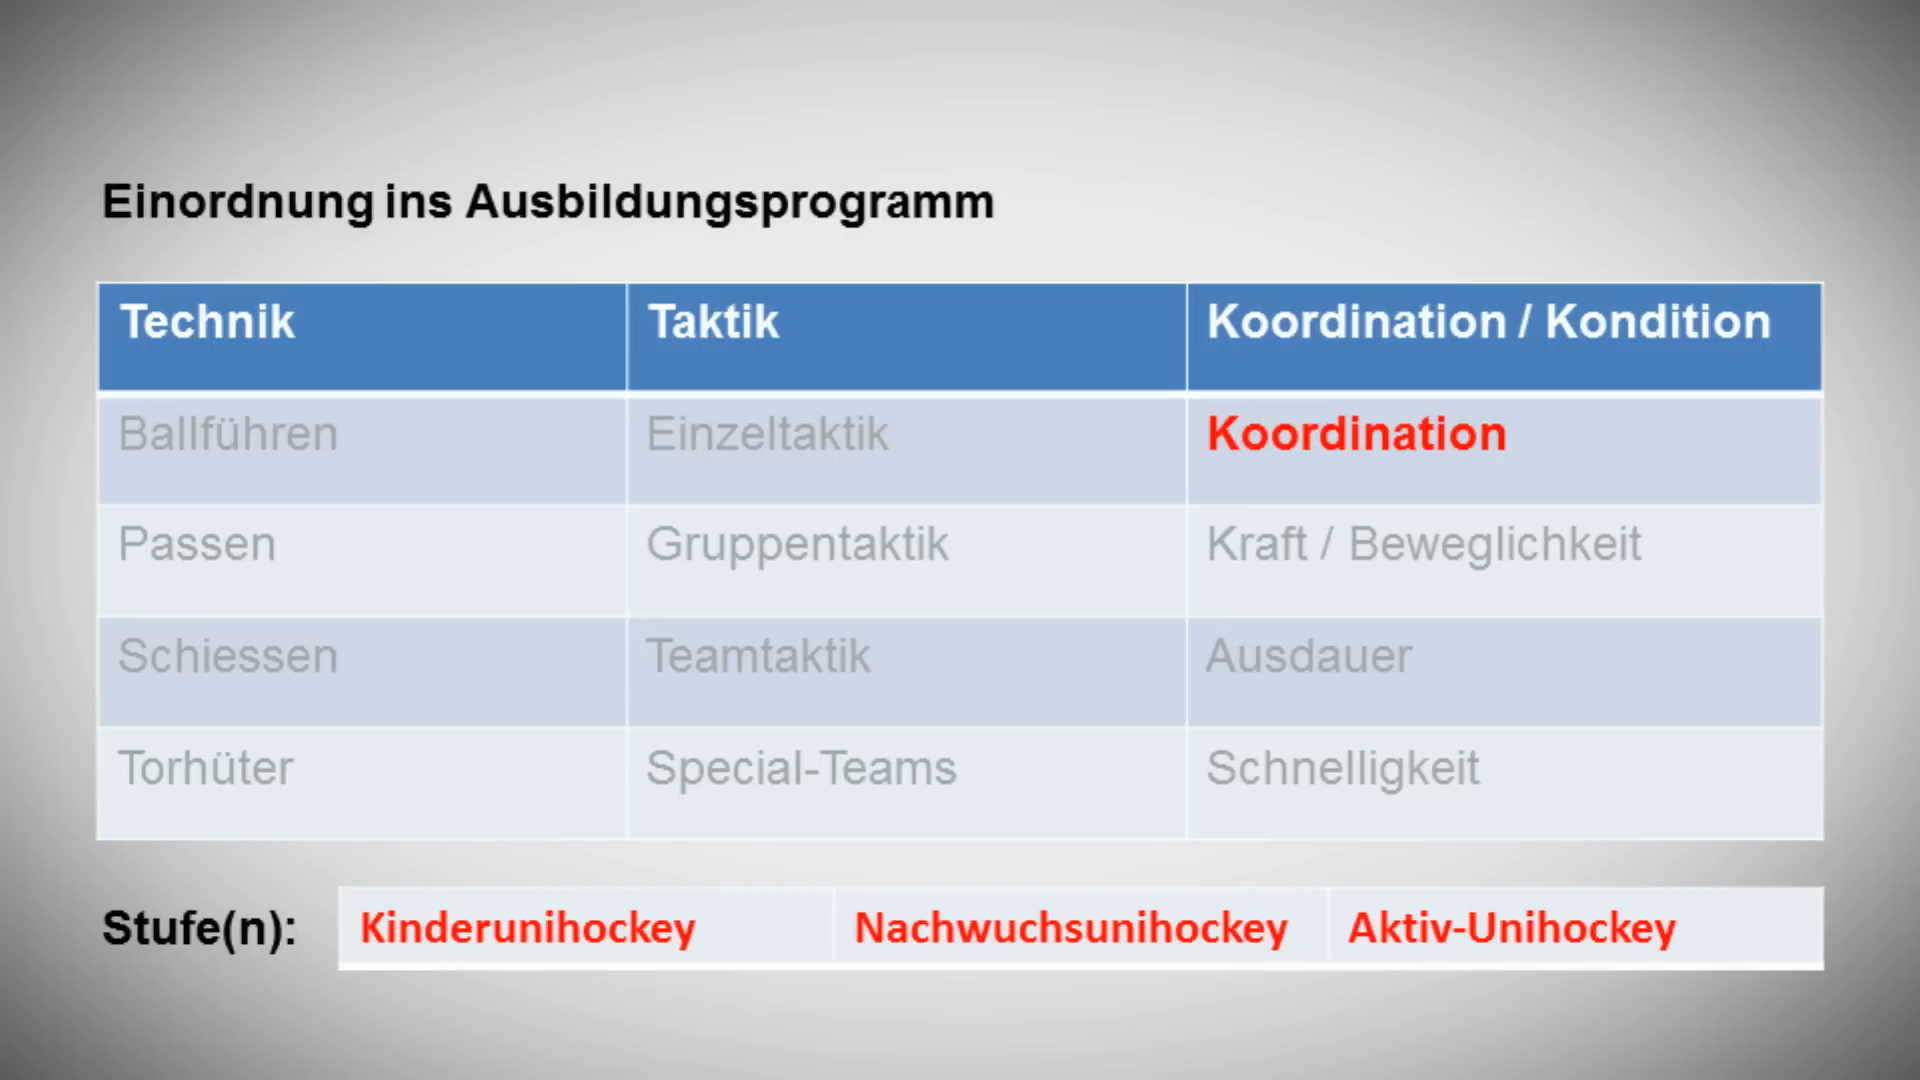 Einordnung ins Ausbildungsprogramm
Technik Taktik Koordination / Kondition
Ballführen Einzeltaktik Koordination
Passen Gruppentaktik Kraft / Beweglichkeit
Schiessen Teamtaktik Ausdauer
Torhüter Special-Teams Schnelligkeit
Stufe(n): Kinderunihockey Nachwuchsunihockey Aktiv-Unihockey